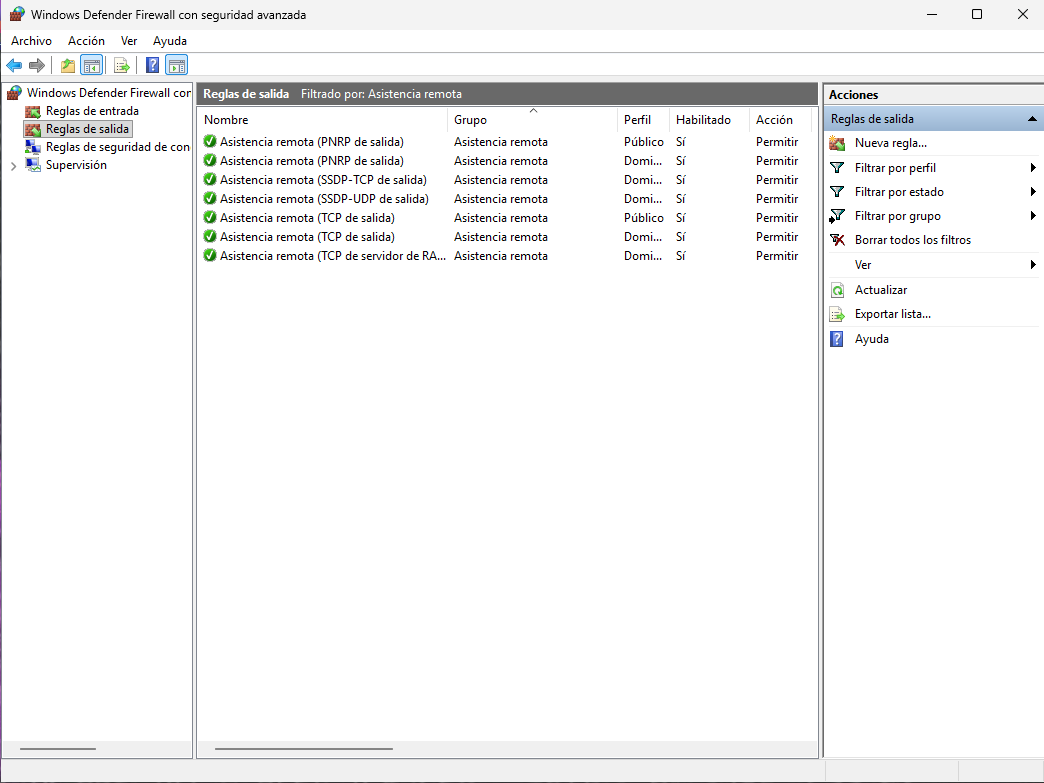 Windows Defender Firewall con seguridad avanzada
Archivo Acción Ver Ayuda
Windows Defender Firewall con
Reglas de entrada
Reglas de salida
Reglas de seguridad de con
Supervisión
Reglas de salida Filtrado por: Asistencia remota
Nombre Grupo Perfil Habilitado Acción
Asistencia remota (PNRP de salida) Asistencia remota Público Sí Permitir
Asistencia remota (PNRP de salida) Asistencia remota Domi... Sí Permitir
Asistencia remota (SSDP-TCP de salida) Asistencia remota Domi... Sí Permitir
Asistencia remota (SSDP-UDP de salida) Asistencia remota Domi... Sí Permitir
Asistencia remota (TCP de salida) Asistencia remota Público Sí Permitir
Asistencia remota (TCP de salida) Asistencia remota Domi... Sí Permitir
Asistencia remota (TCP de servidor de RA... Asistencia remota Domi... Sí Permitir
Acciones
Reglas de salida
Nueva regla...
Filtrar por perfil
Filtrar por estado
Filtrar por grupo
Borrar todos los filtros
Ver
Actualizar
Exportar lista...
Ayuda